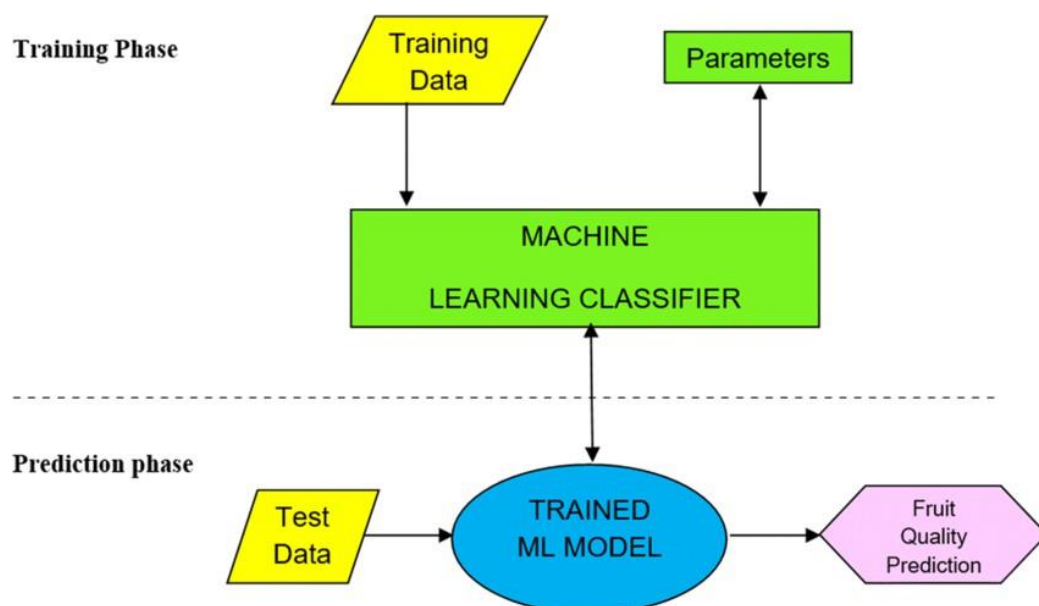 Training Phase
Training
Data
Parameters
MACHINE
LEARNING CLASSIFIER
Prediction phase
Test
Data
TRAINED
ML MODEL
Fruit
Quality
Prediction